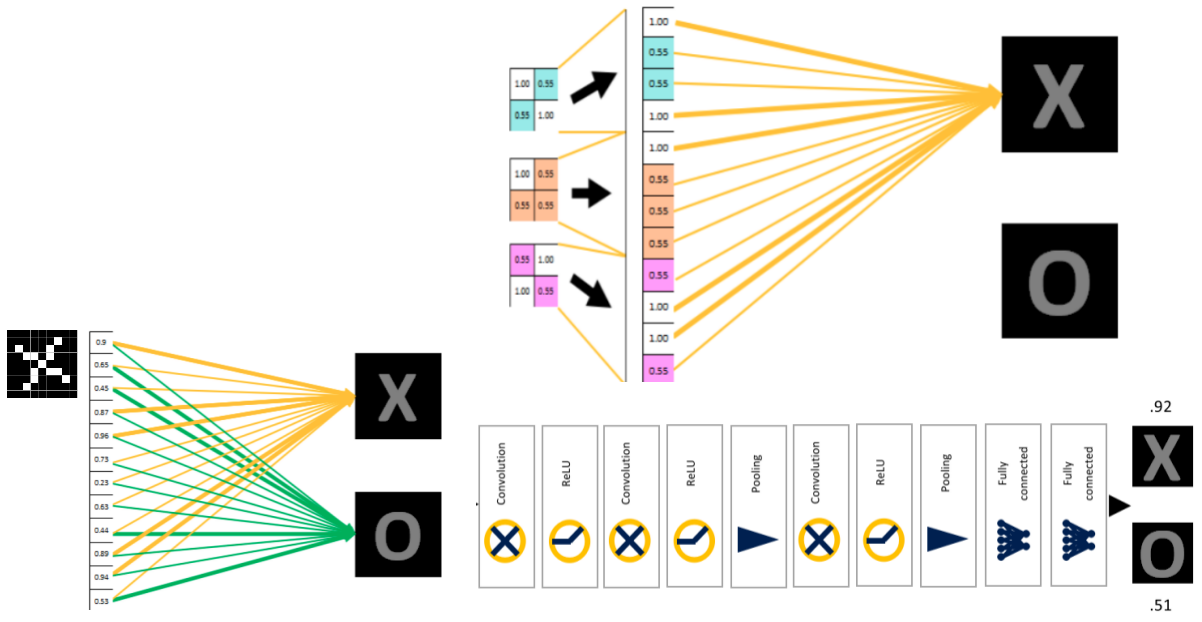 1.00 0.55
0.55 1.00
1.00 0.55
0.55 0.55
0.55 1.00
1.00 0.55
1.00
0.55
0.55
1.00
1.00
0.55
0.55
0.55
0.55
1.00
1.00
0.55
X
O
0.9
0.65
0.45
0.87
0.96
0.73
0.23
0.63
0.44
0.89
0.94
0.53
X
O
Convolution
ReLU
Convolution
ReLU
Pooling
Convolution
ReLU
Pooling
Fully
connected
Fully
connected
.92
X
O
.51